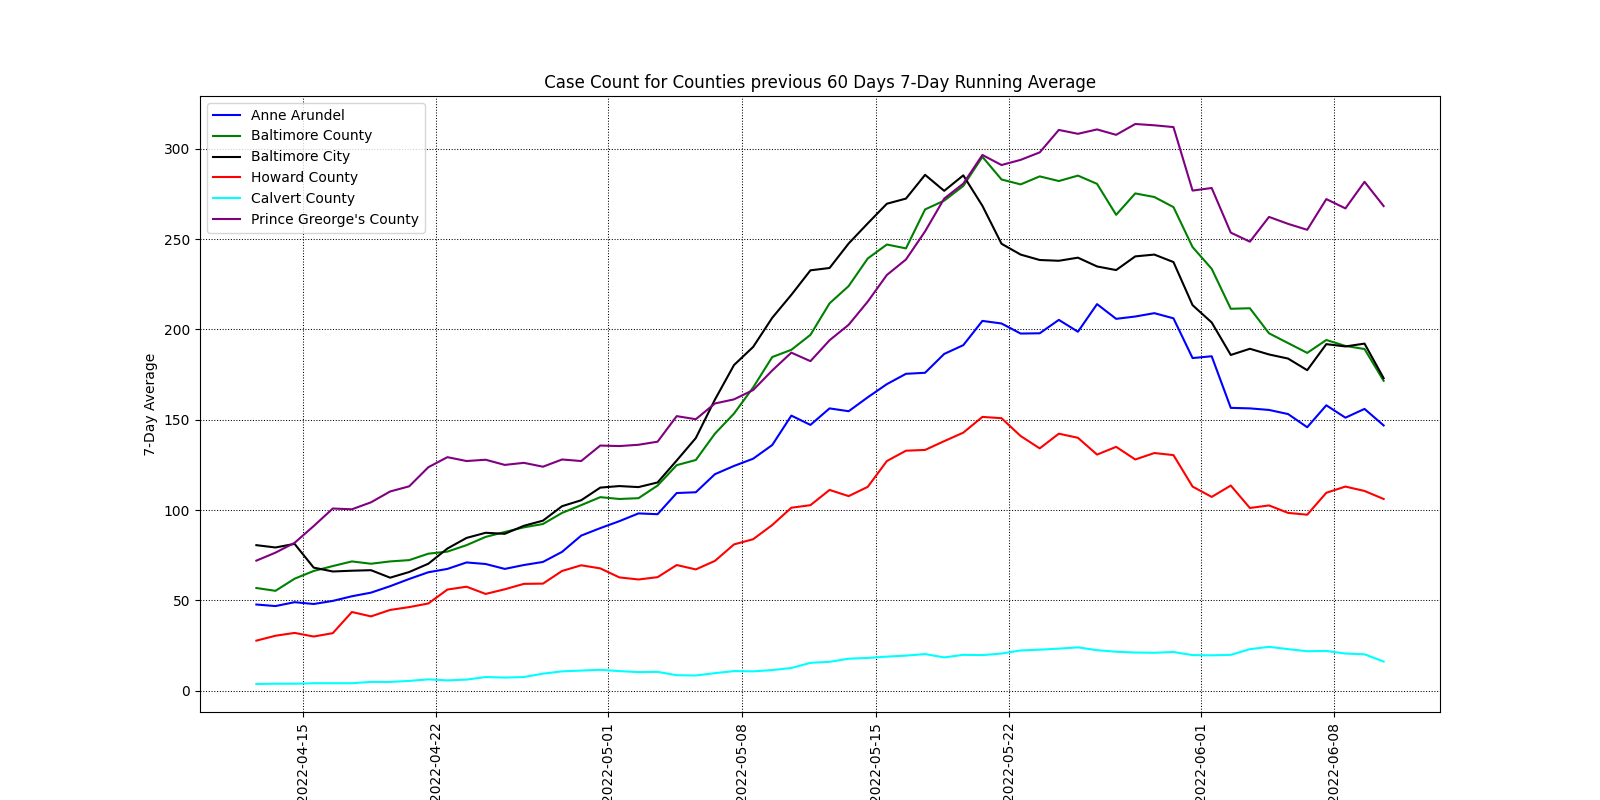 Case Count for Counties previous 60 Days 7-Day Running Average
Anne Arundel
Baltimore County
Baltimore City
Howard County
Calvert County
Prince Greorge's County
7-Day Average
300
250
200
150
100
50
0
2022-04-15
2022-04-22
2022-05-01
2022-05-08
2022-05-15
2022-05-22
2022-06-01
2022-06-08